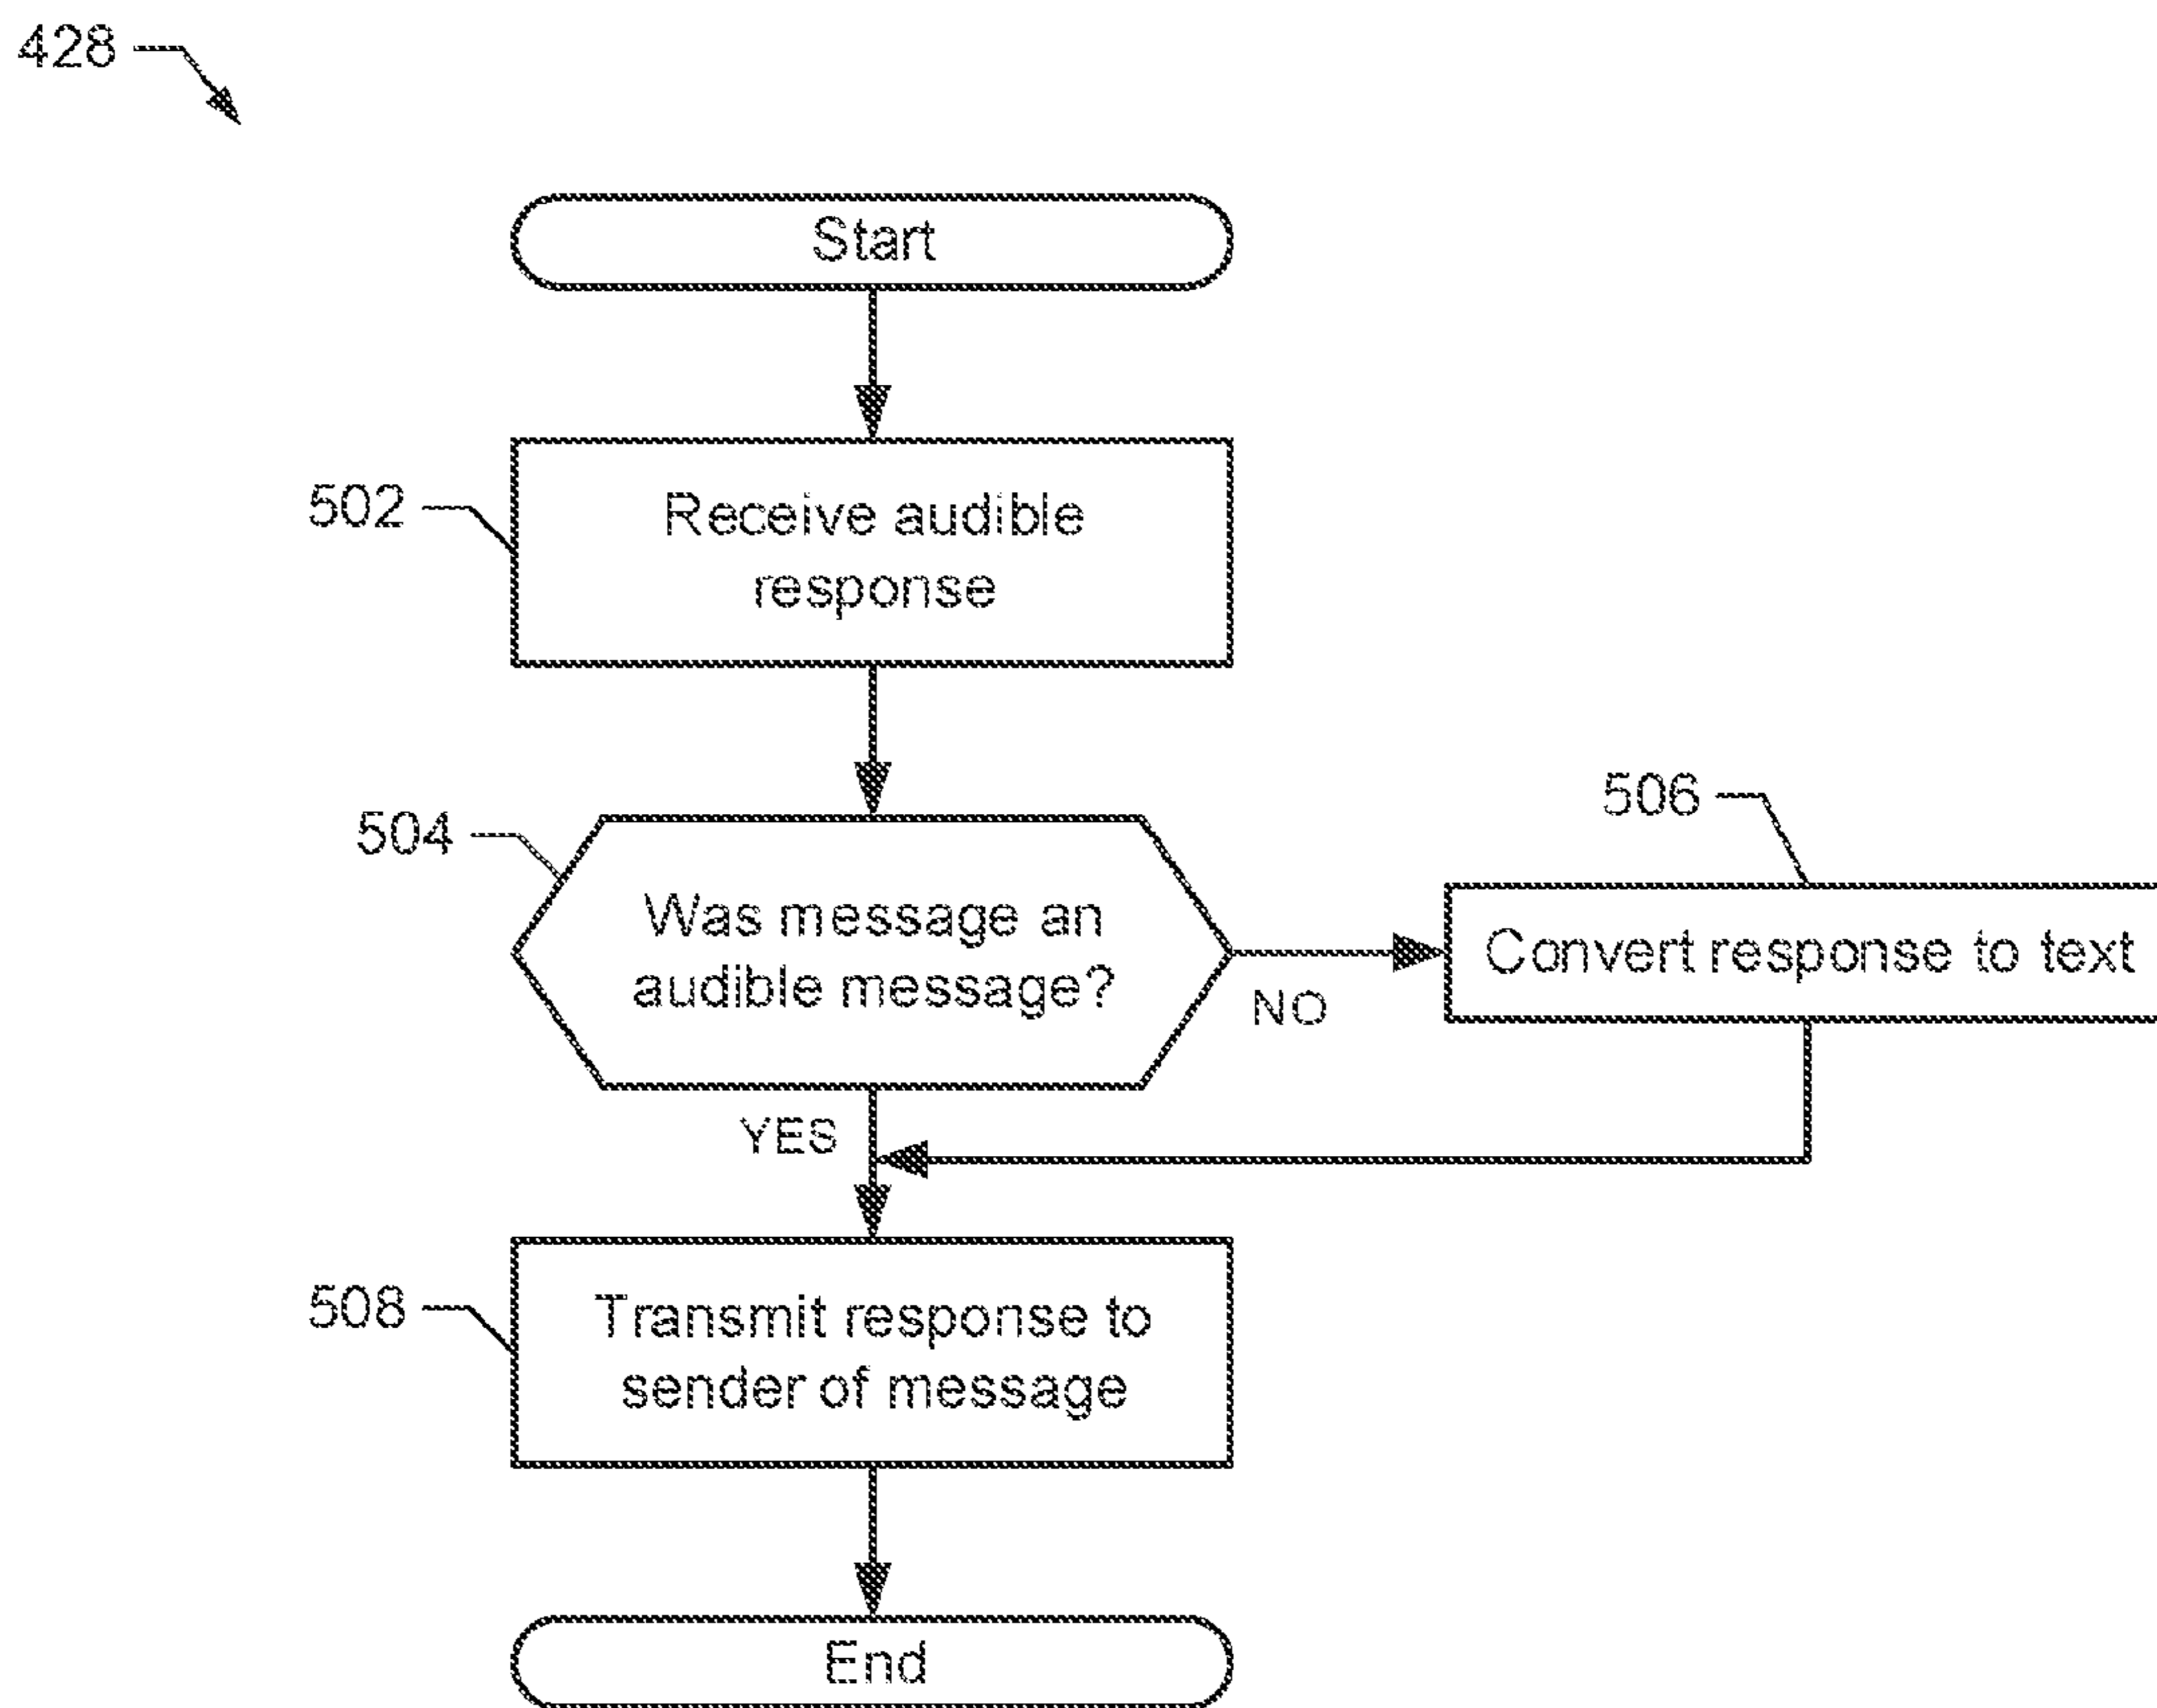 428
Start
502
Receive audible
response
504
Was message an
audible message?
NO
506
Convert response to text
YES
508
Transmit response to
sender of message
End